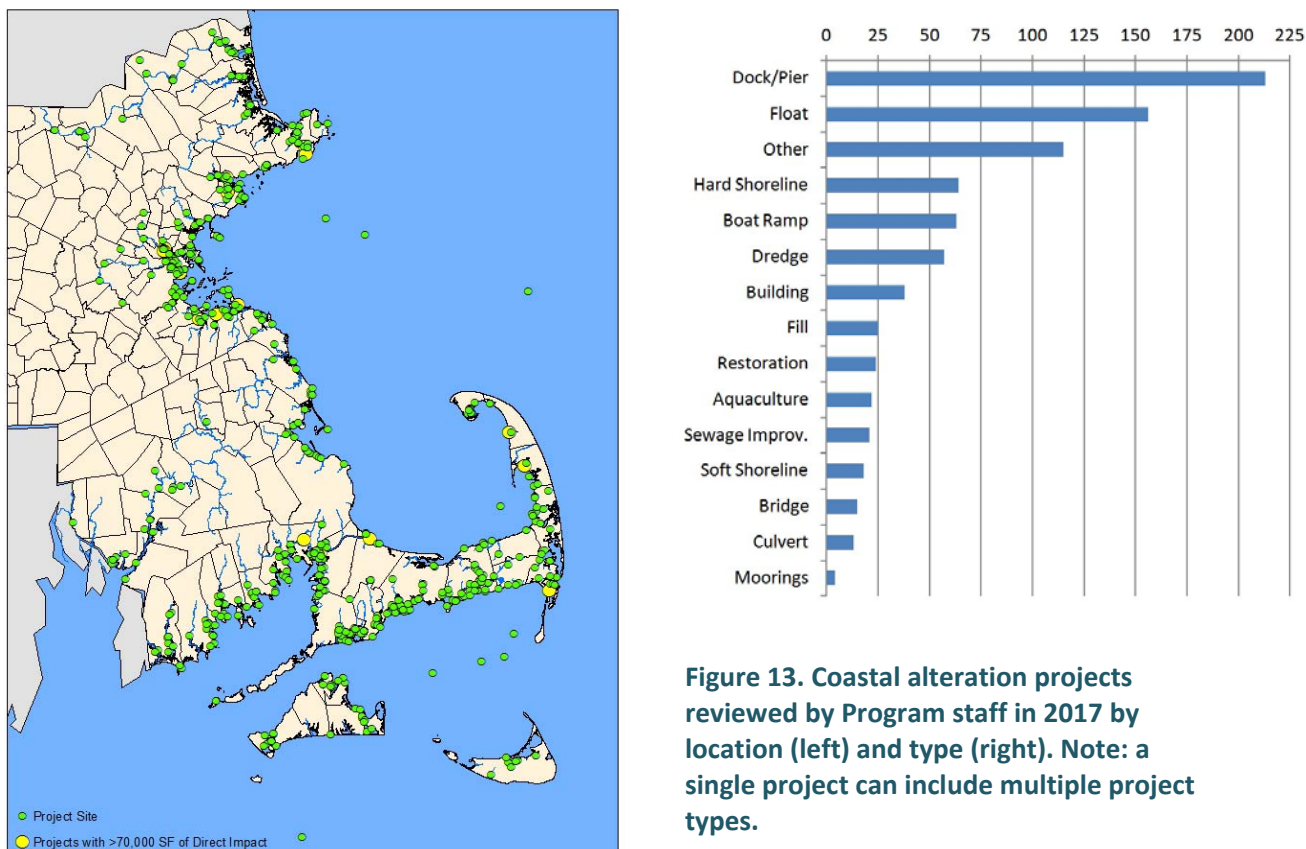 0 25 50 75 100 125 150 175 200 225
Dock/Pier
Float
Other
Hard Shoreline
Boat Ramp
Dredge
Building
Fill
Restoration
Aquaculture
Sewage Improv.
Soft Shoreline
Bridge
Culvert
Moorings
Project Site
Projects with >70,000 SF of Direct Impact
Figure 13. Coastal alteration projects
reviewed by Program staff in 2017 by
location (left) and type (right). Note: a
single project can include multiple project
types.